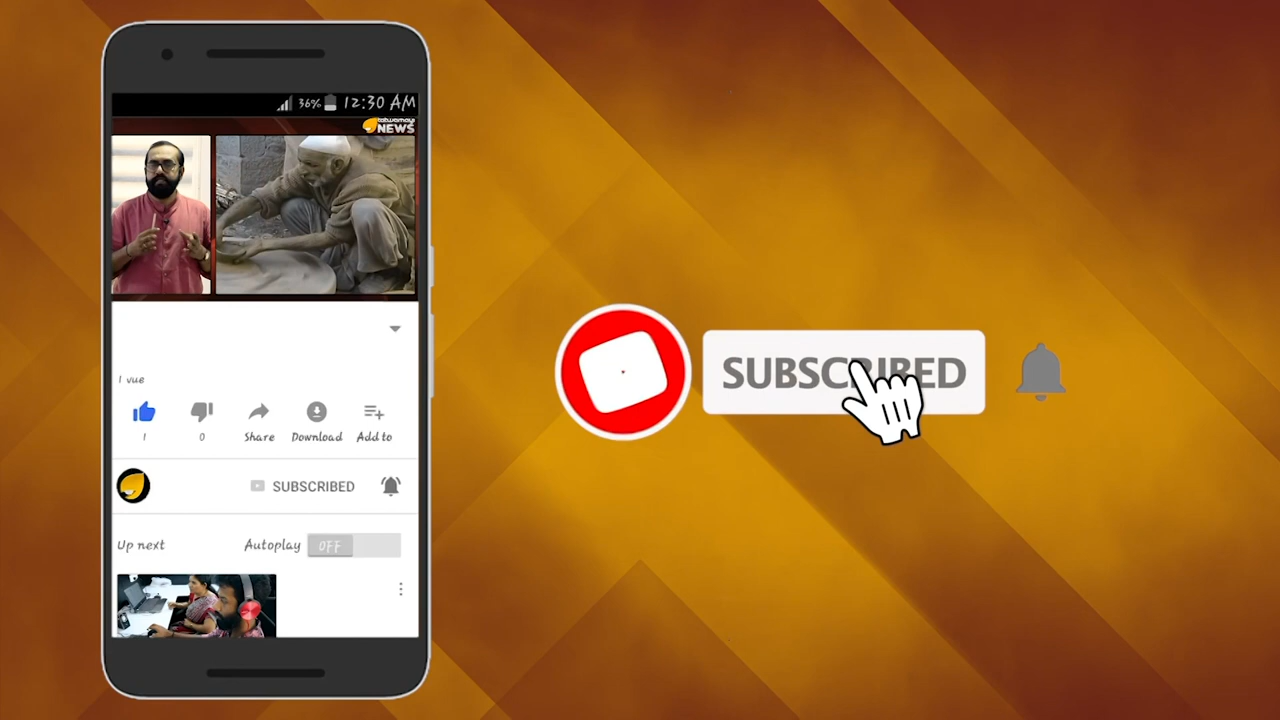 36% 12:30 AM
tatwamayi
NEWS
1 vue
1
0
Share
Download
Add to
SUBSCRIBED
Up next
Autoplay
OFF
SUBSCRIBED